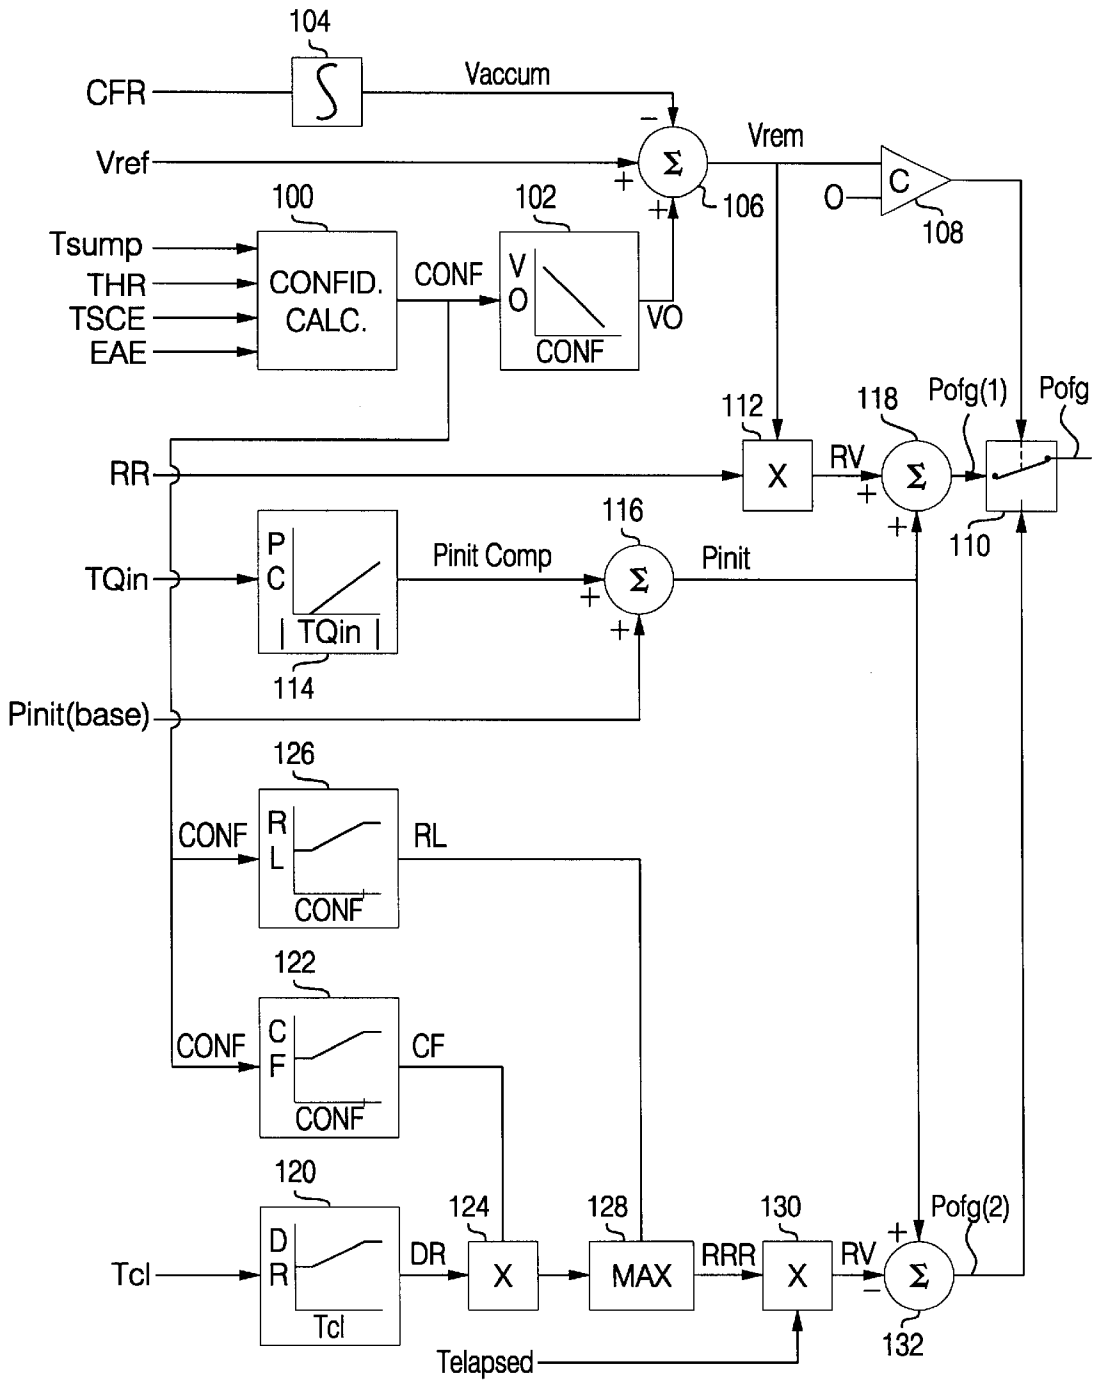 104
CFR
∫
Vaccum
−
Vref
+
Σ
106
Vrem
O
C
108
100
102
+
Tsump
THR
TSCE
EAE
CONFID.
CALC.
CONF
V
O
CONF
VO
112
118
Pofg(1)
Pofg
RR
X
RV
+
Σ
+
110
116
TQin
P
C
| TQin |
114
Pinit Comp
+
Σ
+
Pinit
Pinit(base)
126
CONF
R
L
CONF
RL
122
CONF
C
F
CONF
CF
120
Tcl
D
R
Tcl
DR
124
X
128
MAX
RRR
130
X
RV
+
−
Σ
132
Pofg(2)
Telapsed